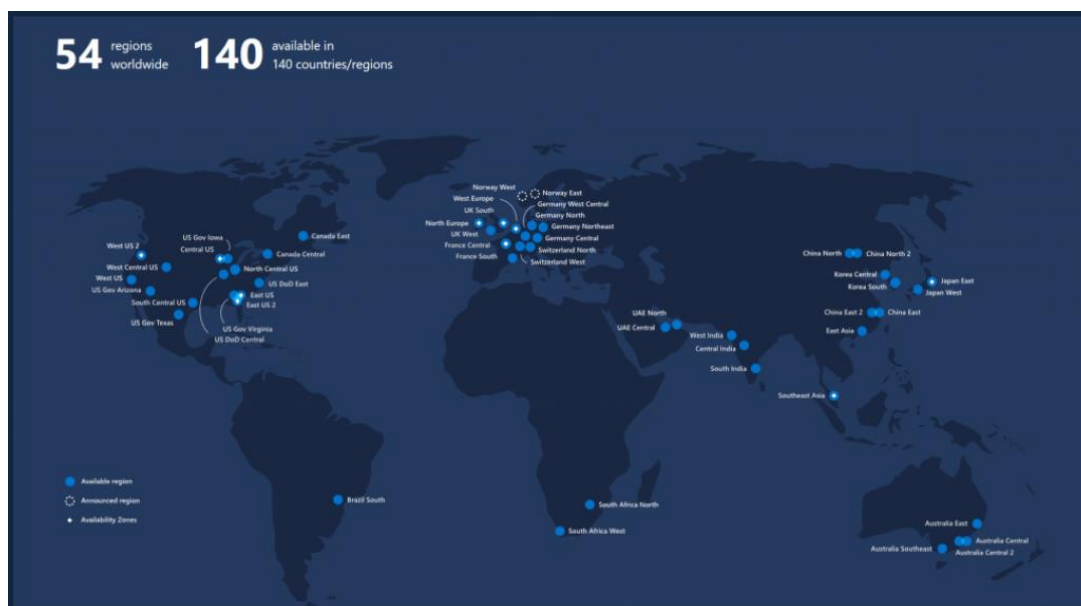 54 regions
worldwide
140 available in
140 countries/regions
Norway West
Norway East
West Europe
Germany West Central
UK South
Germany North
North Europe
Germany Northeast
UK West
Germany Central
France Central
Switzerland North
France South
Switzerland West
US Gov Iowa
Canada East
West US 2
Central US
Canada Central
West Central US
North Central US
West US
US DoD East
US Gov Arizona
East US
South Central US
East US 2
US Gov Texas
US Gov Virginia
US DoD Central
China North
China North 2
Korea Central
Japan East
Korea South
Japan West
UAE North
China East 2
China East
UAE Central
West India
East Asia
Central India
South India
Southeast Asia
Available region
Announced region
Availability Zones
Brazil South
South Africa North
South Africa West
Australia East
Australia Central
Australia Southeast
Australia Central 2